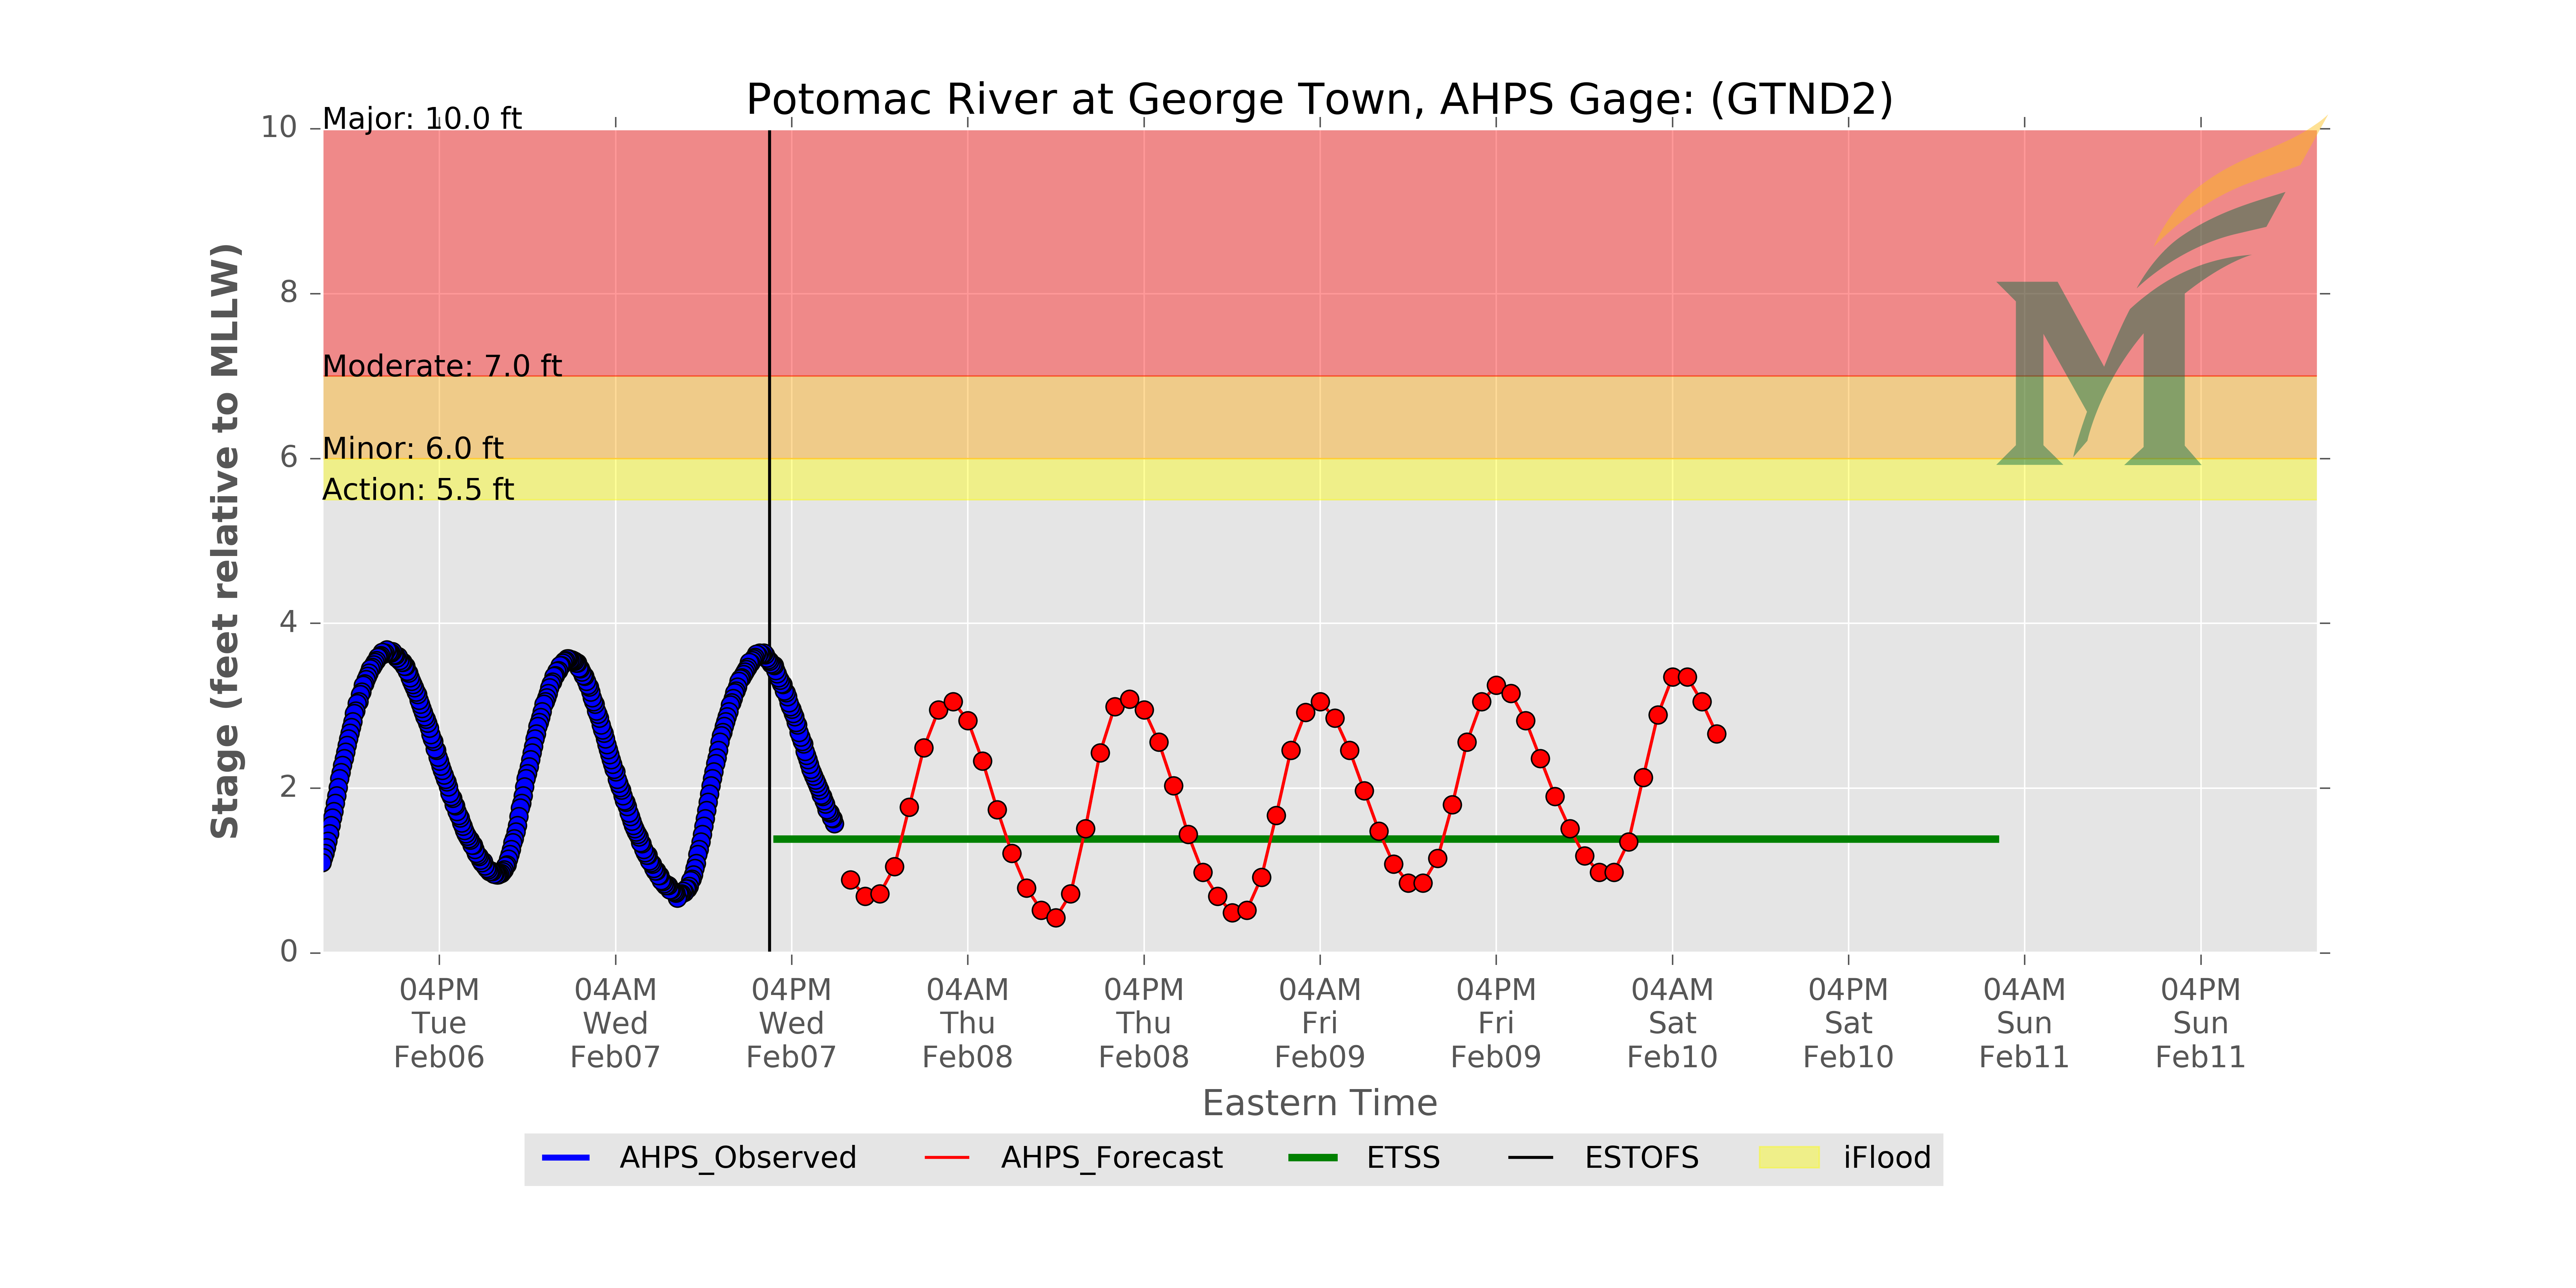 Potomac River at George Town, AHPS Gage: (GTND2)
Major: 10.0 ft
Moderate: 7.0 ft
Minor: 6.0 ft
Action: 5.5 ft
10
8
6
4
2
0
Stage (feet relative to MLLW)
04PM 04AM 04PM 04AM 04PM 04AM 04PM 04AM 04PM 04AM 04PM
Tue Wed Wed Thu Thu Fri Fri Sat Sat Sun Sun
Feb06 Feb07 Feb07 Feb08 Feb08 Feb09 Feb09 Feb10 Feb10 Feb11 Feb11
Eastern Time
AHPS_Observed AHPS_Forecast ETSS ESTOFS iFlood
M